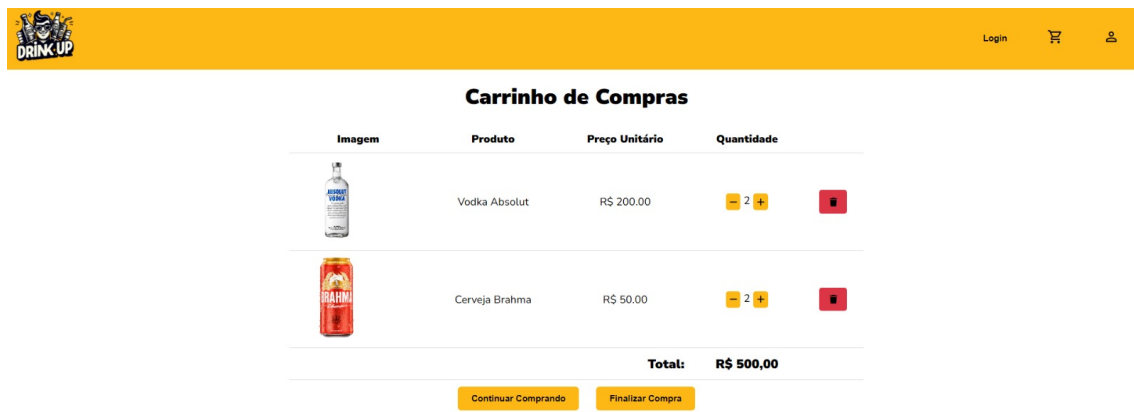 DRINK-UP
Login
Carrinho de Compras
Imagem Produto Preço Unitário Quantidade
ABSOLUT
VODKA
Vodka Absolut R$ 200.00 − 2 +
BRAHMA
Cerveja Brahma R$ 50.00 − 2 +
Total: R$ 500,00
Continuar Comprando Finalizar Compra